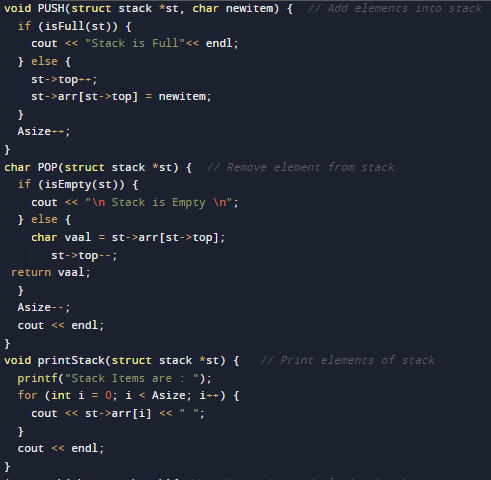 void PUSH(struct stack *st, char newitem) {  // Add elements into stack
  if (isFull(st)) {
    cout << "Stack is Full"<< endl;
  } else {
    st->top++;
    st->arr[st->top] = newitem;
  }
  Asize++;
}
char POP(struct stack *st) {  // Remove element from stack
  if (isEmpty(st)) {
    cout << "\n Stack is Empty \n";
  } else {
    char vaal = st->arr[st->top];
       st->top--;
 return vaal;
  }
  Asize--;
  cout << endl;
}
void printStack(struct stack *st) {   // Print elements of stack
  printf("Stack Items are : ");
  for (int i = 0; i < Asize; i++) {
    cout << st->arr[i] << " ";
  }
  cout << endl;
}